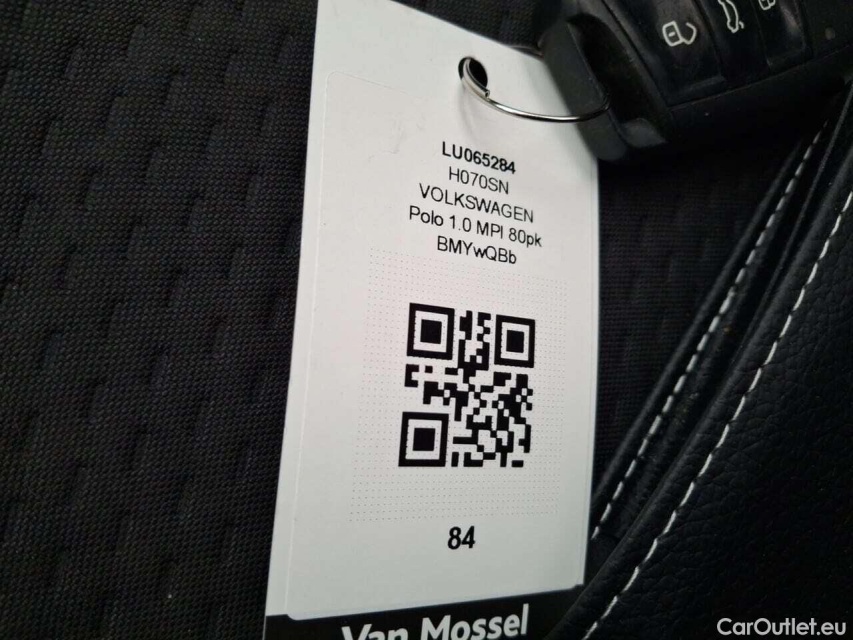 LU065284
H070SN
VOLKSWAGEN
Polo 1.0 MPI 80pk
BMYwQBb
84
Van Mossel
CarOutlet.eu